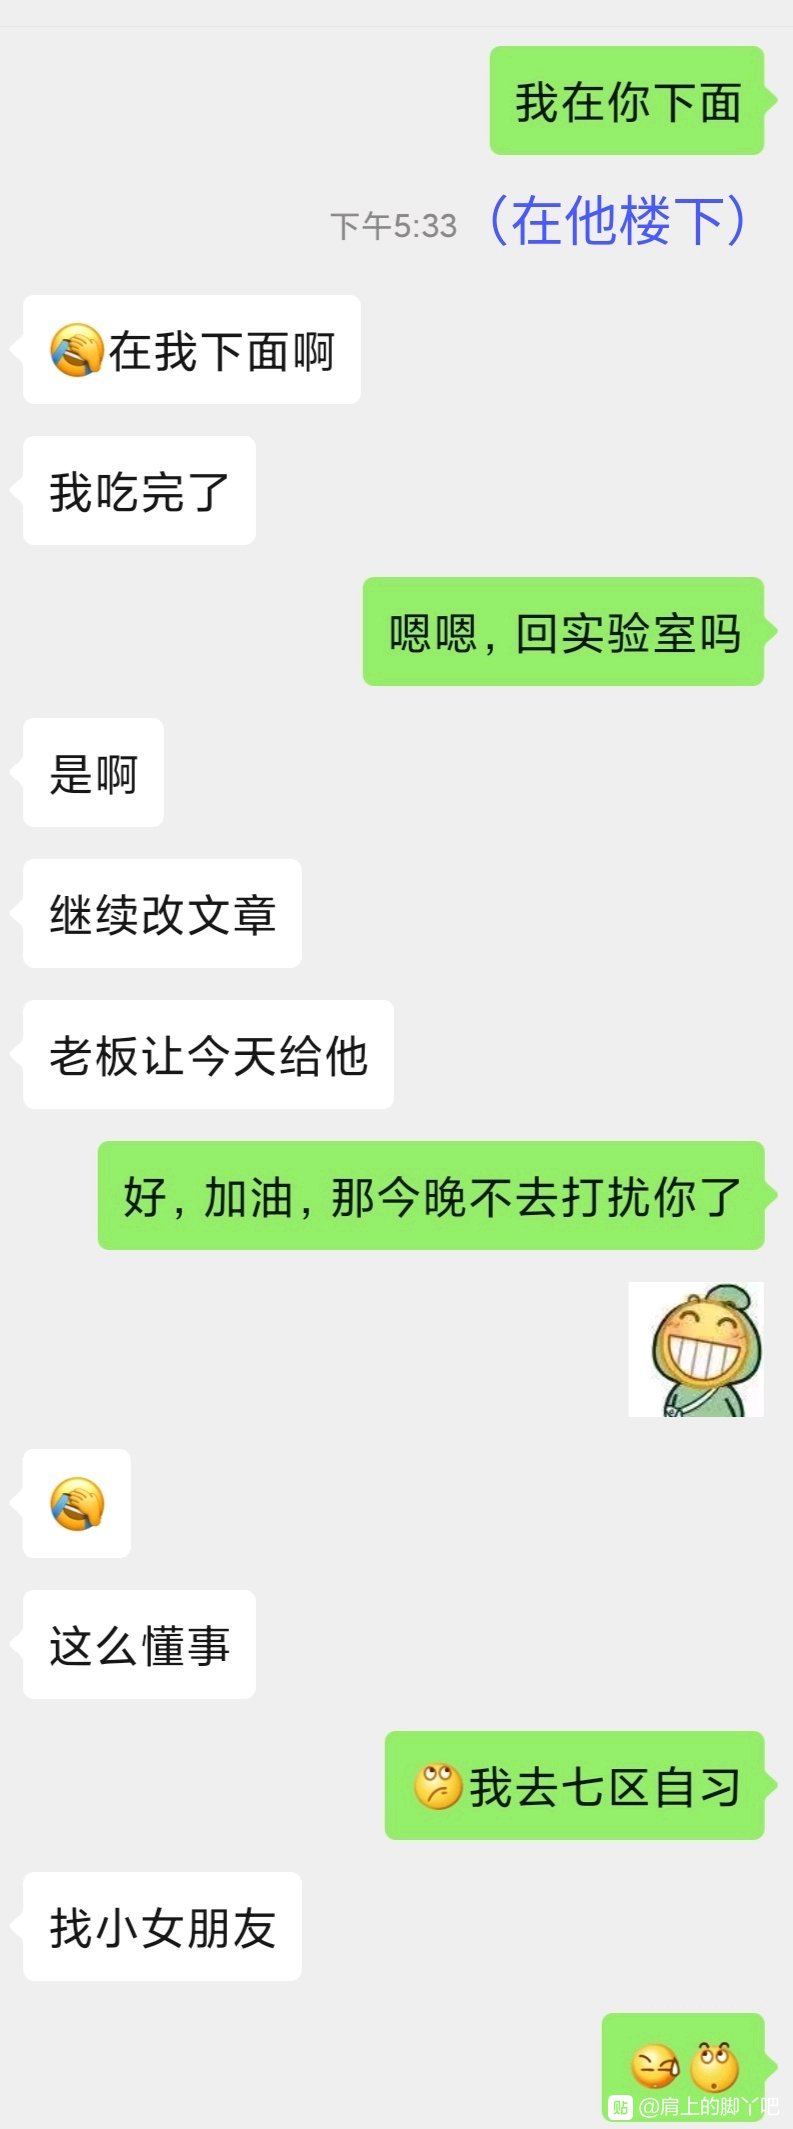 我在你下面
下午5:33（在他楼下）
🤦在我下面啊
我吃完了
嗯嗯，回实验室吗
是啊
继续改文章
老板让今天给他
好，加油，那今晚不去打扰你了
这么懂事
我去七区自习
找小女朋友
贴 @肩上的脚丫吧